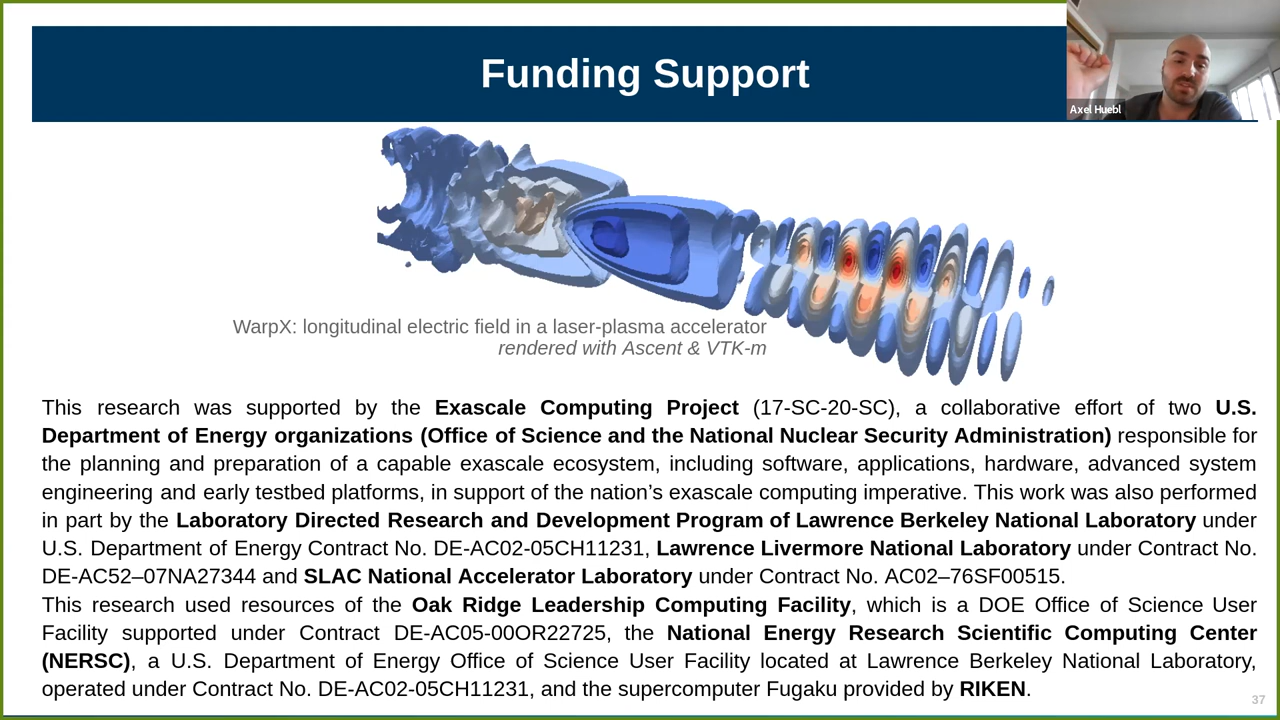 Funding Support
Axel Huebl
WarpX: longitudinal electric field in a laser-plasma accelerator
rendered with Ascent & VTK-m
This research was supported by the Exascale Computing Project (17-SC-20-SC), a collaborative effort of two U.S.
Department of Energy organizations (Office of Science and the National Nuclear Security Administration) responsible for
the planning and preparation of a capable exascale ecosystem, including software, applications, hardware, advanced system
engineering and early testbed platforms, in support of the nation’s exascale computing imperative. This work was also performed
in part by the Laboratory Directed Research and Development Program of Lawrence Berkeley National Laboratory under
U.S. Department of Energy Contract No. DE-AC02-05CH11231, Lawrence Livermore National Laboratory under Contract No.
DE-AC52–07NA27344 and SLAC National Accelerator Laboratory under Contract No. AC02–76SF00515.
This research used resources of the Oak Ridge Leadership Computing Facility, which is a DOE Office of Science User
Facility supported under Contract DE-AC05-00OR22725, the National Energy Research Scientific Computing Center
(NERSC), a U.S. Department of Energy Office of Science User Facility located at Lawrence Berkeley National Laboratory,
operated under Contract No. DE-AC02-05CH11231, and the supercomputer Fugaku provided by RIKEN.
37